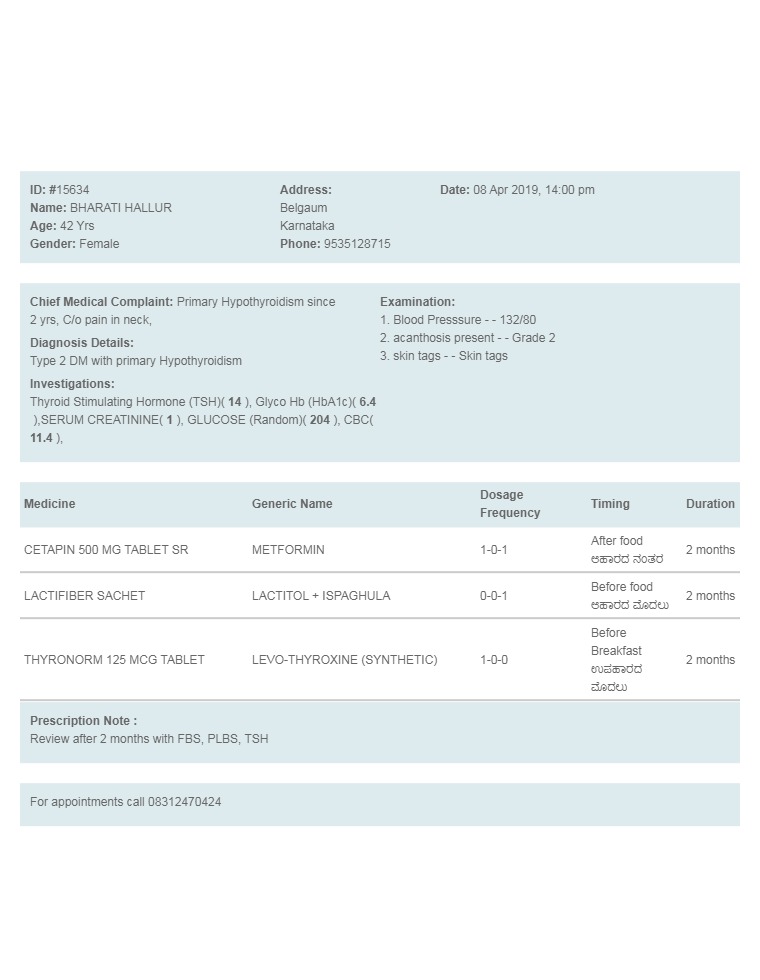 ID: #15634
Name: BHARATI HALLUR
Age: 42 Yrs
Gender: Female
Address:
Belgaum
Karnataka
Phone: 9535128715
Date: 08 Apr 2019, 14:00 pm
Chief Medical Complaint: Primary Hypothyroidism since
2 yrs, C/o pain in neck,
Diagnosis Details:
Type 2 DM with primary Hypothyroidism
Investigations:
Thyroid Stimulating Hormone (TSH)( 14 ), Glyco Hb (HbA1c)( 6.4
),SERUM CREATININE( 1 ), GLUCOSE (Random)( 204 ), CBC(
11.4 ),
Examination:
1. Blood Presssure - - 132/80
2. acanthosis present - - Grade 2
3. skin tags - - Skin tags
Medicine Generic Name Dosage Frequency Timing Duration
CETAPIN 500 MG TABLET SR METFORMIN 1-0-1 After food ಆಹಾರದ ನಂತರ 2 months
LACTIFIBER SACHET LACTITOL + ISPAGHULA 0-0-1 Before food ಆಹಾರದ ಮೊದಲು 2 months
THYRONORM 125 MCG TABLET LEVO-THYROXINE (SYNTHETIC) 1-0-0 Before Breakfast ಉಪಹಾರದ ಮೊದಲು 2 months
Prescription Note :
Review after 2 months with FBS, PLBS, TSH
For appointments call 08312470424